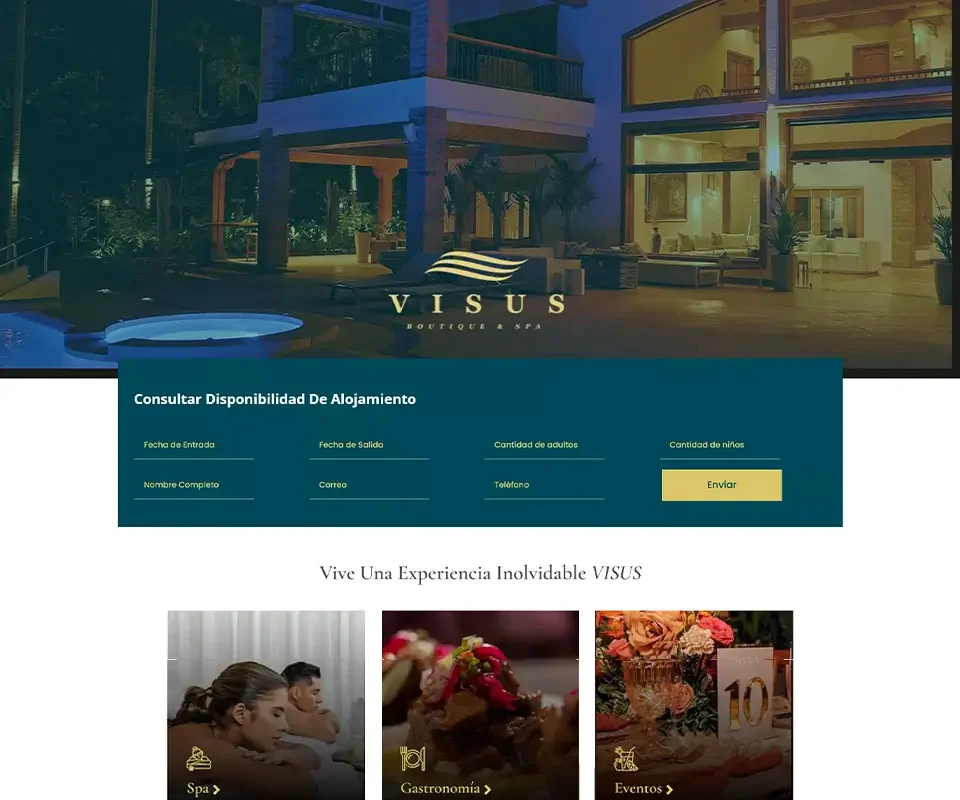 VISUS
BOUTIQUE & SPA
Consultar Disponibilidad De Alojamiento
Fecha de Entrada
Fecha de Salida
Cantidad de adultos
Cantidad de niños
Nombre Completo
Correo
Teléfono
Enviar
Vive Una Experiencia Inolvidable VISUS
10
Spa
Gastronomía
Eventos